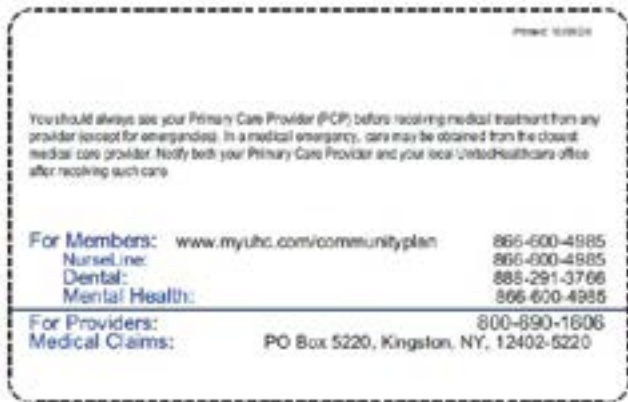 You should always see your Primary Care Provider (PCP) before receiving medical treatment from any
provider (except for emergencies). In a medical emergency, care may be obtained from the closest
medical care provider. Notify both your Primary Care Provider and your local UnitedHealthcare office
after receiving such care.
For Members: www.myuhc.com/communityplan 866-600-4985
NurseLine: 866-600-4985
Dental: 888-291-3766
Mental Health: 866-600-4985
For Providers: 800-690-1606
Medical Claims: PO Box 5220, Kingston, NY, 12402-5220